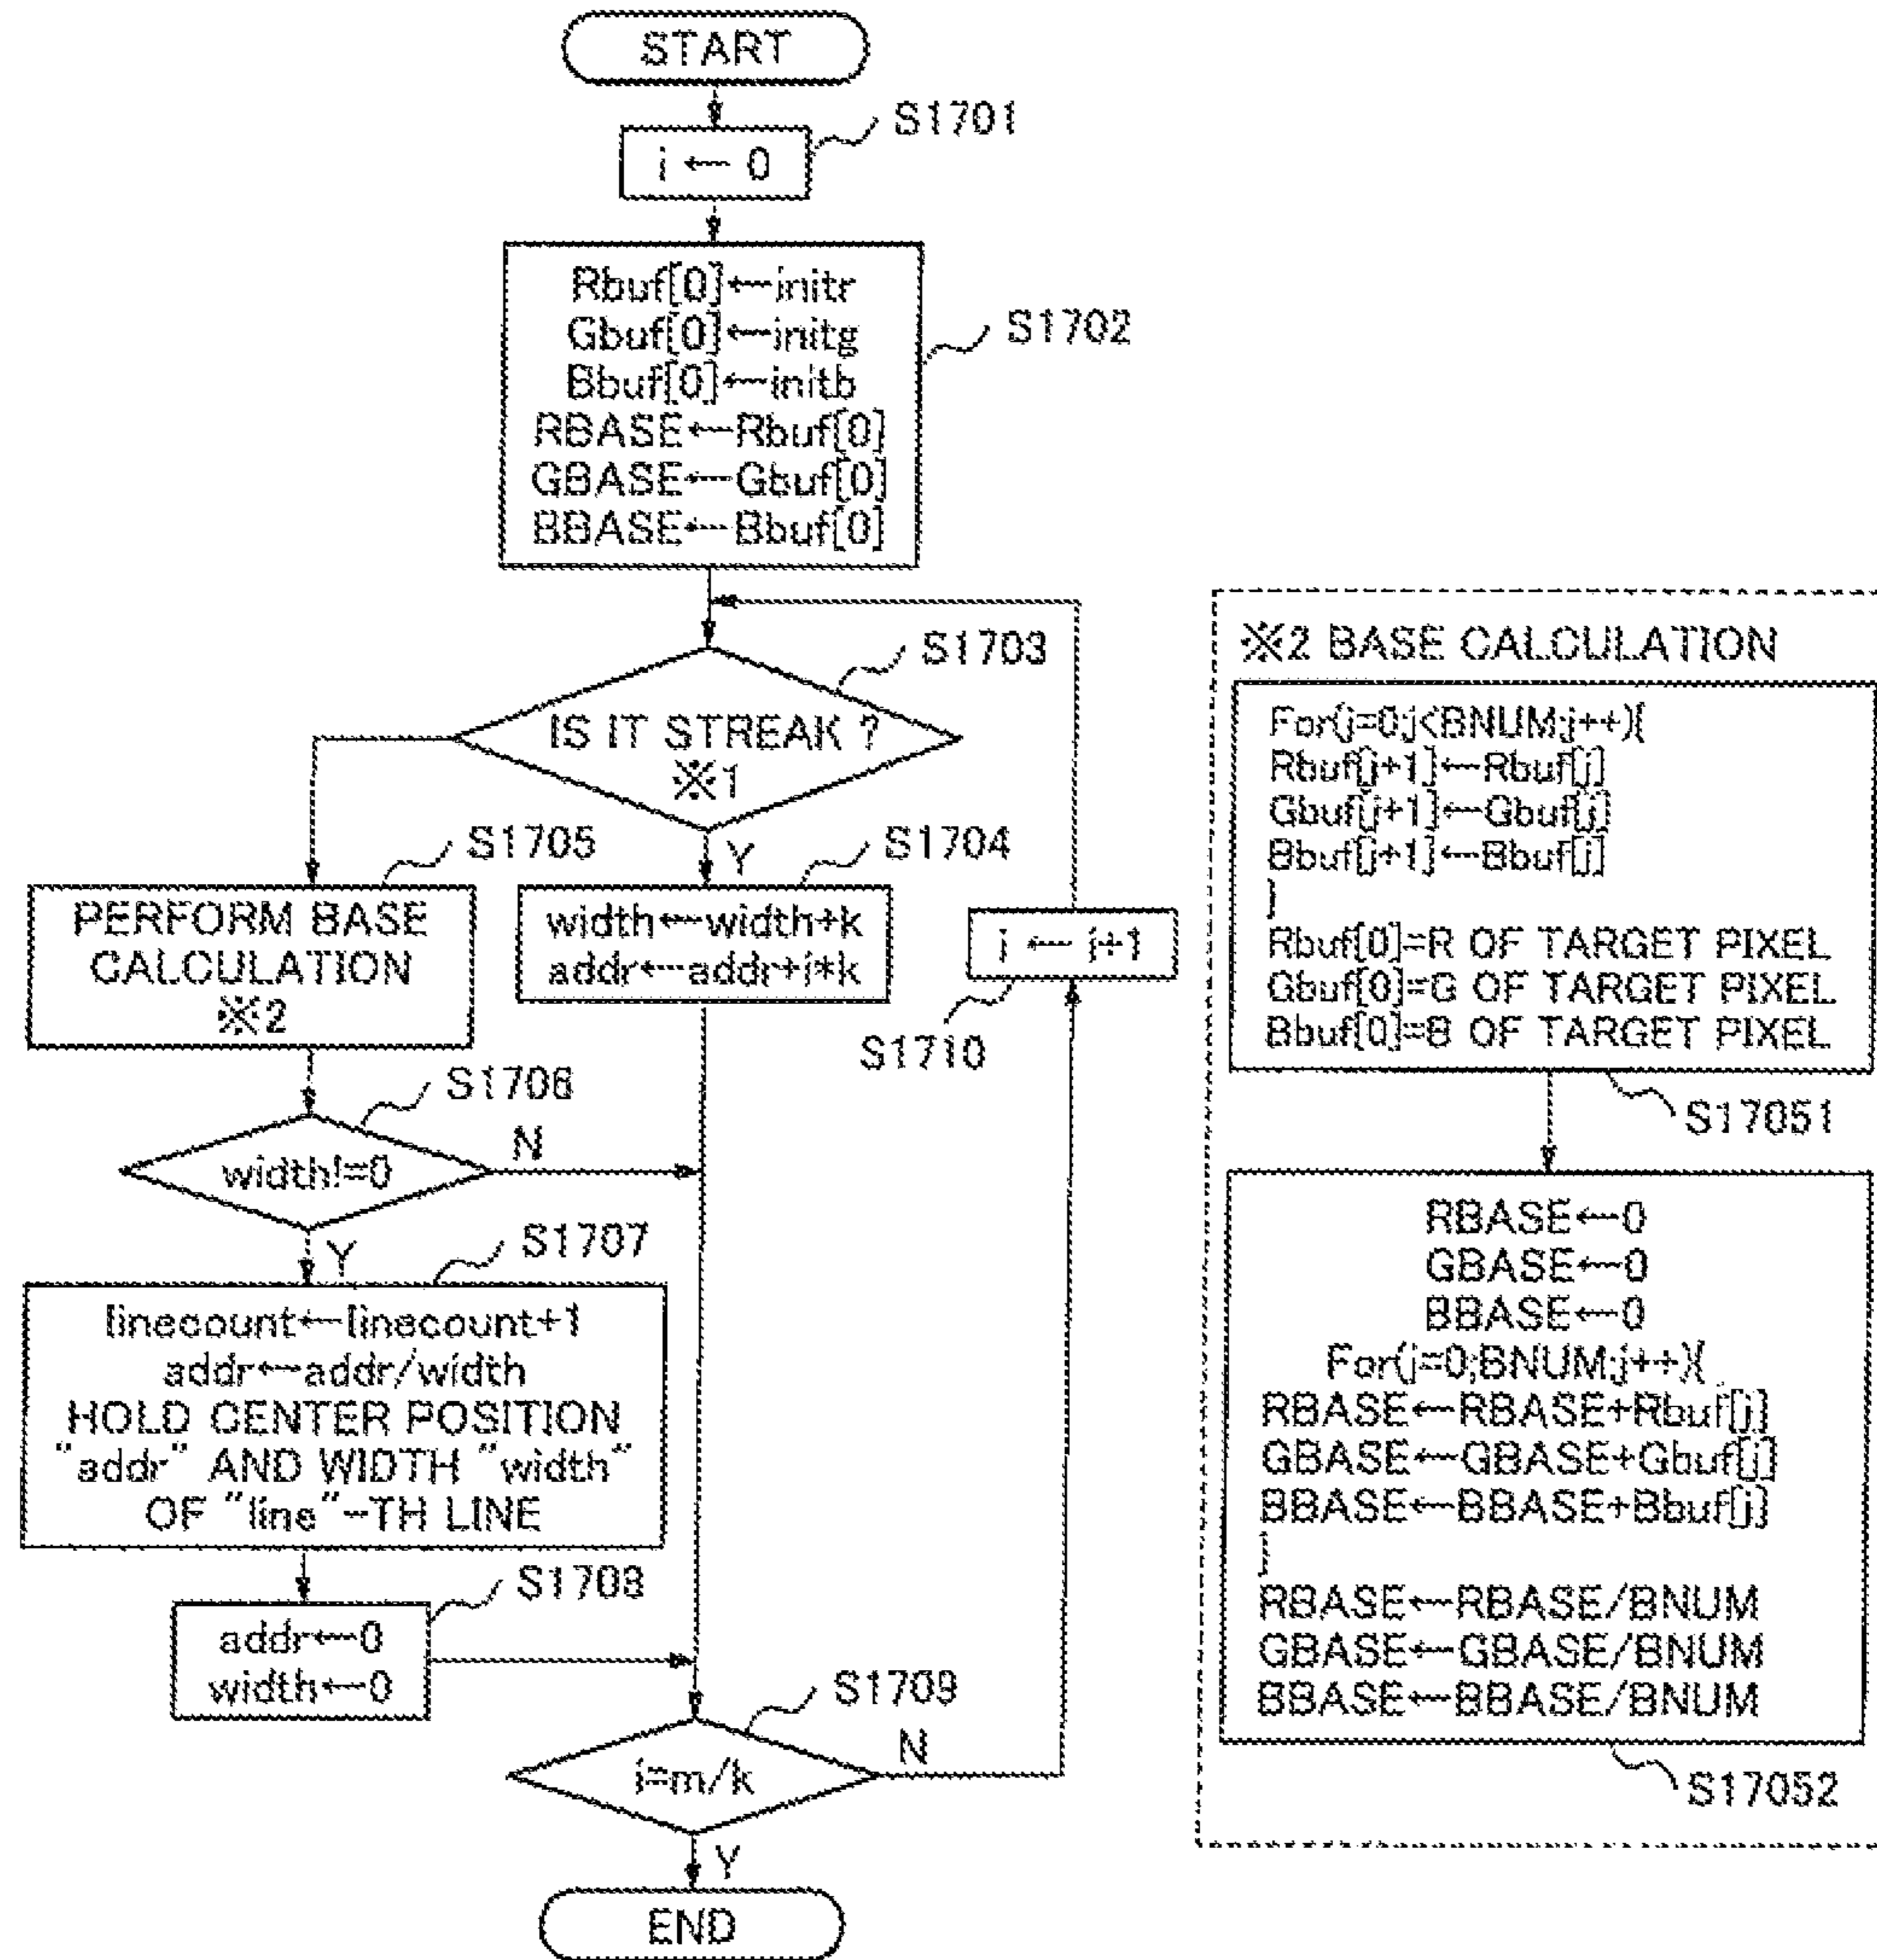 START
S1701
i ← 0
Rbuf[0]←initr
Gbuf[0]←initg
Bbuf[0]←initb
RBASE←Rbuf[0]
GBASE←Gbuf[0]
BBASE←Bbuf[0]
S1702
S1703
IS IT STREAK ?
※1
Y
S1705
PERFORM BASE
CALCULATION
※2
S1704
width←width+k
addr←addr+i*k
i ← i+1
S1710
S1706
width!=0
N
Y
S1707
linecount←linecount+1
addr←addr/width
HOLD CENTER POSITION
"addr" AND WIDTH "width"
OF "line"-TH LINE
S1708
addr←0
width←0
S1709
i=m/k
N
Y
END
※2 BASE CALCULATION
For(j=0;j<BNUM;j++){
Rbuf[j+1]←Rbuf[j]
Gbuf[j+1]←Gbuf[j]
Bbuf[j+1]←Bbuf[j]
}
Rbuf[0]=R OF TARGET PIXEL
Gbuf[0]=G OF TARGET PIXEL
Bbuf[0]=B OF TARGET PIXEL
S17051
RBASE←0
GBASE←0
BBASE←0
For(j=0;BNUM;j++){
RBASE←RBASE+Rbuf[j]
GBASE←GBASE+Gbuf[j]
BBASE←BBASE+Bbuf[j]
}
RBASE←RBASE/BNUM
GBASE←GBASE/BNUM
BBASE←BBASE/BNUM
S17052